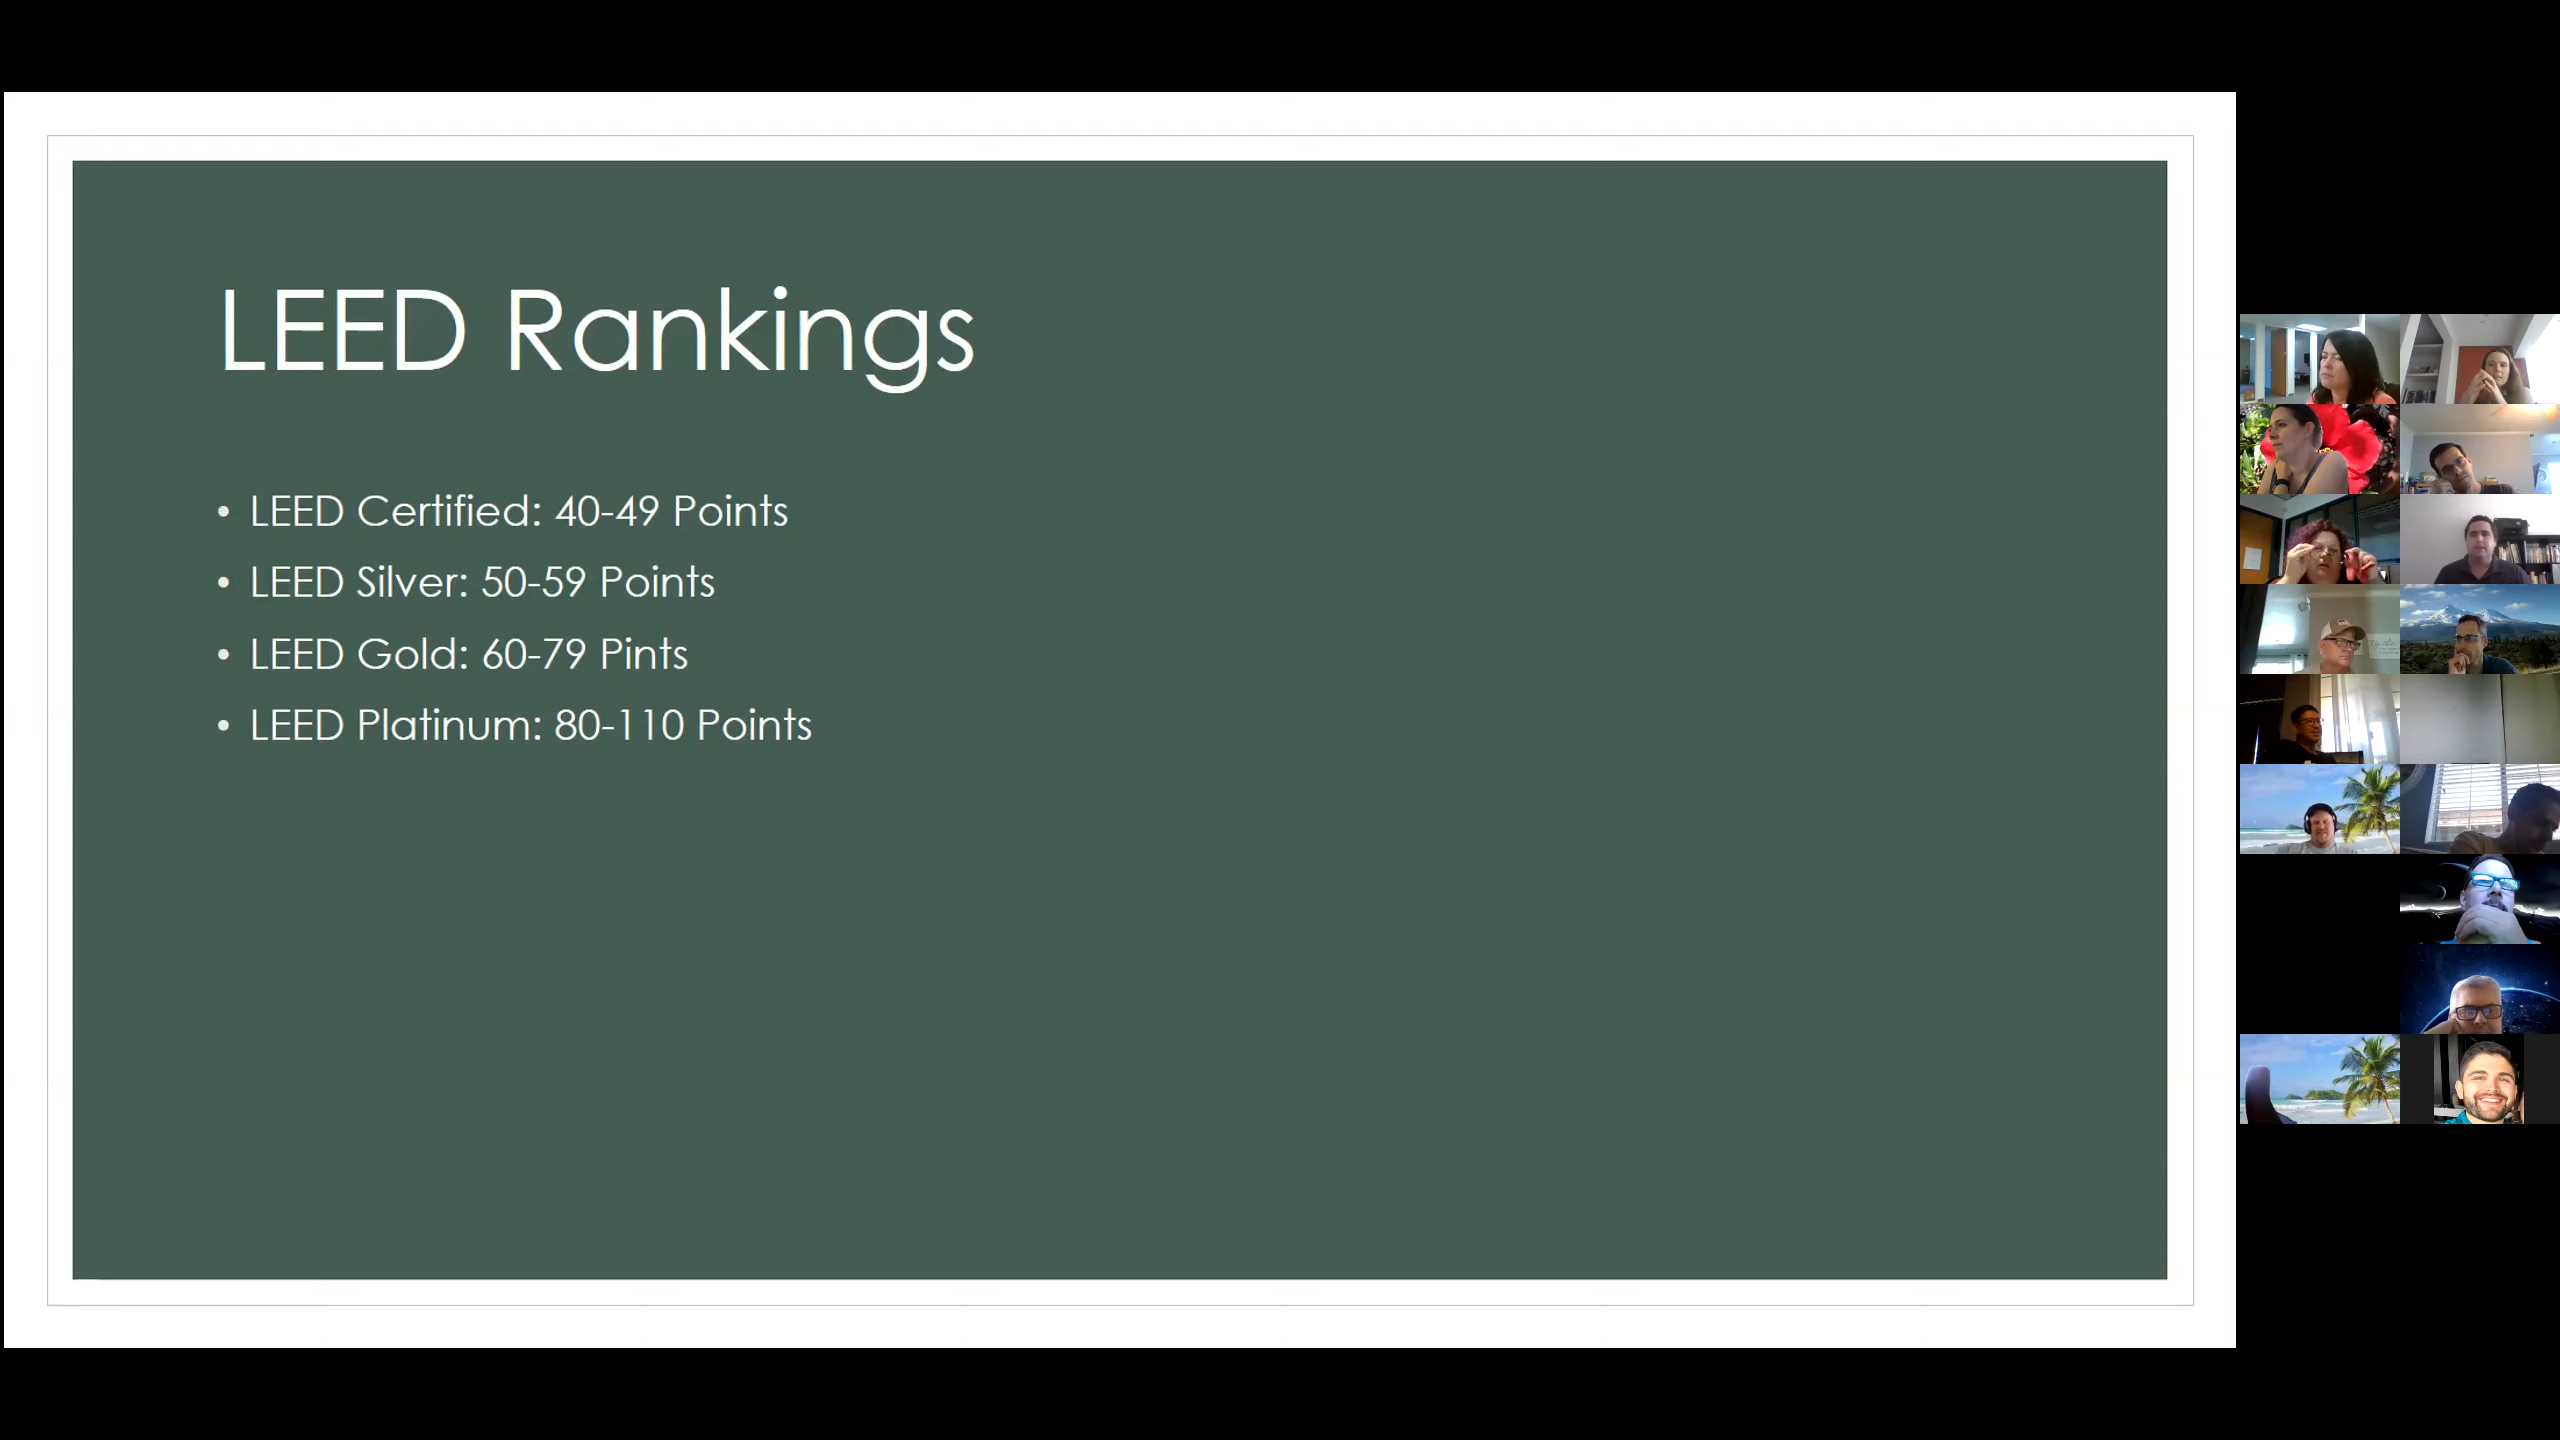 LEED Rankings
• LEED Certified: 40-49 Points
• LEED Silver: 50-59 Points
• LEED Gold: 60-79 Pints
• LEED Platinum: 80-110 Points